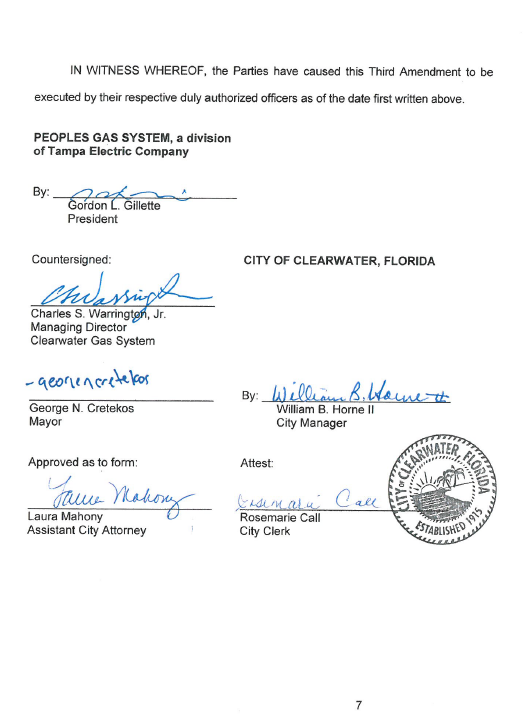 IN WITNESS WHEREOF, the Parties have caused this Third Amendment to be
executed by their respective duly authorized officers as of the date first written above.
PEOPLES GAS SYSTEM, a division
of Tampa Electric Company
By:
Gordon L. Gillette
President
Countersigned:
CITY OF CLEARWATER, FLORIDA
Charles S. Warrington, Jr.
Managing Director
Clearwater Gas System
- georgencretekos
George N. Cretekos
Mayor
By: William B. Horne II
William B. Horne II
City Manager
Approved as to form:
Laura Mahony
Laura Mahony
Assistant City Attorney
Attest:
Rosemarie Call
Rosemarie Call
City Clerk
CITY OF CLEARWATER, FLORIDA
ESTABLISHED 1915
7